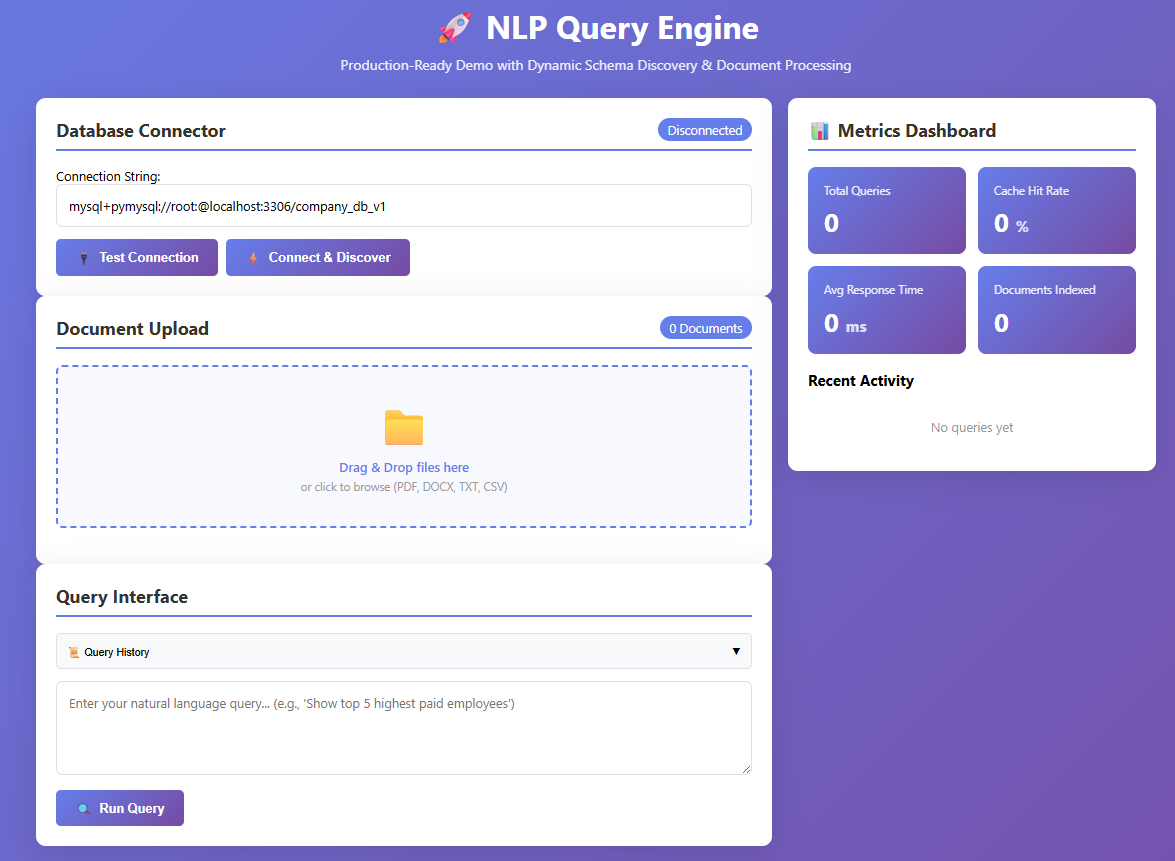 🚀 NLP Query Engine
Production-Ready Demo with Dynamic Schema Discovery & Document Processing
Database Connector
Disconnected
Connection String:
mysql+pymysql://root:@localhost:3306/company_db_v1
🔌 Test Connection
⚡ Connect & Discover
Document Upload
0 Documents
📁
Drag & Drop files here
or click to browse (PDF, DOCX, TXT, CSV)
Query Interface
📜 Query History
▼
Enter your natural language query... (e.g., 'Show top 5 highest paid employees')
🔍 Run Query
📊 Metrics Dashboard
Total Queries
0
Cache Hit Rate
0 %
Avg Response Time
0 ms
Documents Indexed
0
Recent Activity
No queries yet